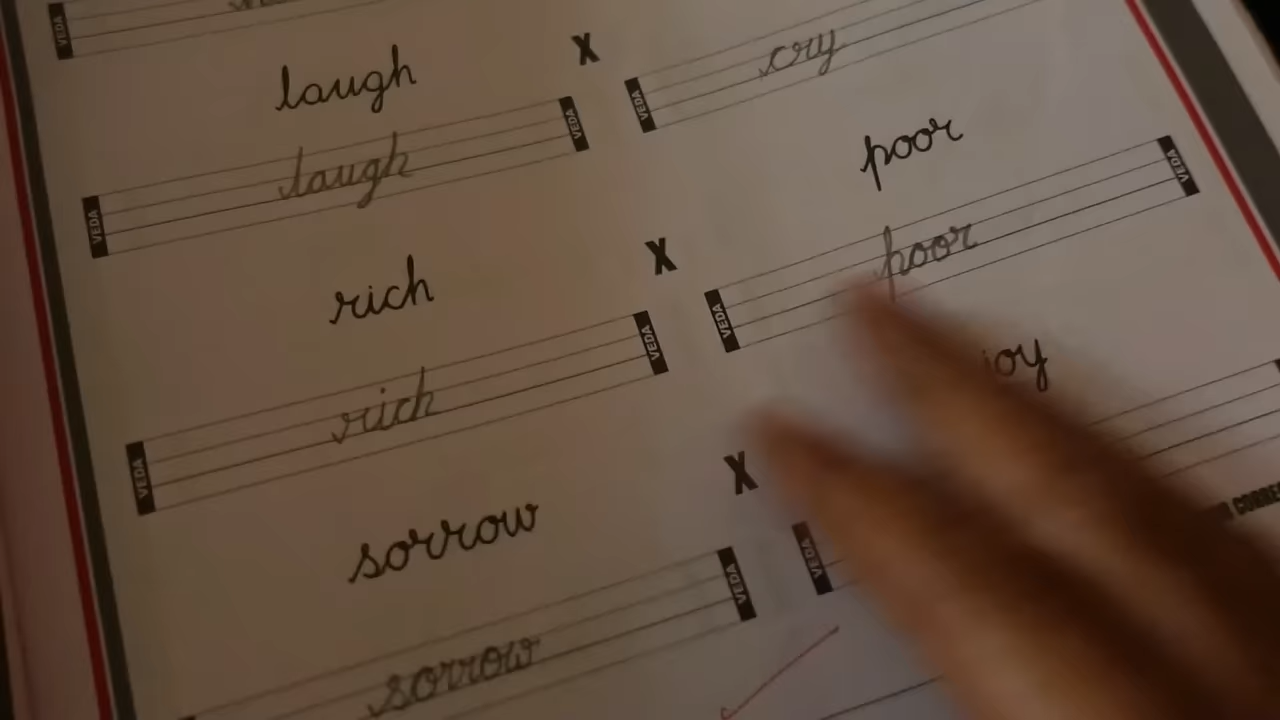 VEDA
laugh X
cry
VEDA laugh VEDA VEDA
poor
rich X
VEDA poor VEDA
VEDA rich VEDA
joy
sorrow X
VEDA
sorrow VEDA